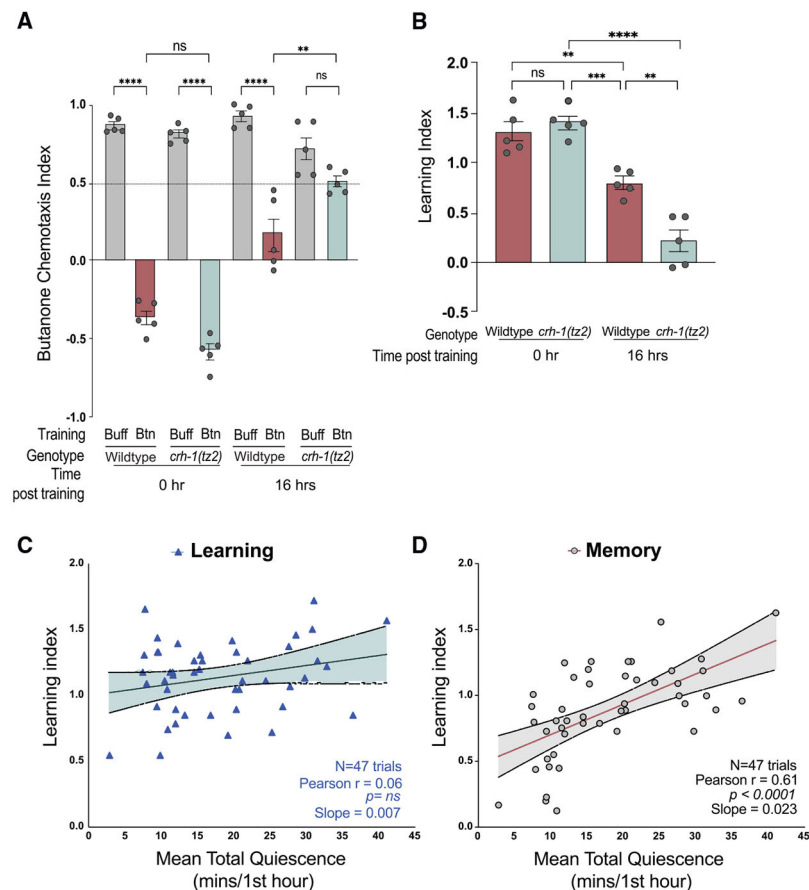 A
ns
**
****
****
****
ns
1.0
0.5
0.0
-0.5
-1.0
Butanone Chemotaxis Index
Training Buff Btn Buff Btn Buff Btn Buff Btn
Genotype Wildtype crh-1(tz2) Wildtype crh-1(tz2)
Time
post training 0 hr 16 hrs
B
****
**
ns
***
**
2.0
1.5
1.0
0.5
0.0
-0.5
Learning Index
Genotype Wildtype crh-1(tz2) Wildtype crh-1(tz2)
Time post training 0 hr 16 hrs
C
Learning
2.0
1.5
1.0
0.5
0.0
Learning index
N=47 trials
Pearson r = 0.06
p= ns
Slope = 0.007
0 5 10 15 20 25 30 35 40 45
Mean Total Quiescence
(mins/1st hour)
D
Memory
2.0
1.5
1.0
0.5
0.0
Learning index
N=47 trials
Pearson r = 0.61
p < 0.0001
Slope = 0.023
0 5 10 15 20 25 30 35 40 45
Mean Total Quiescence
(mins/1st hour)